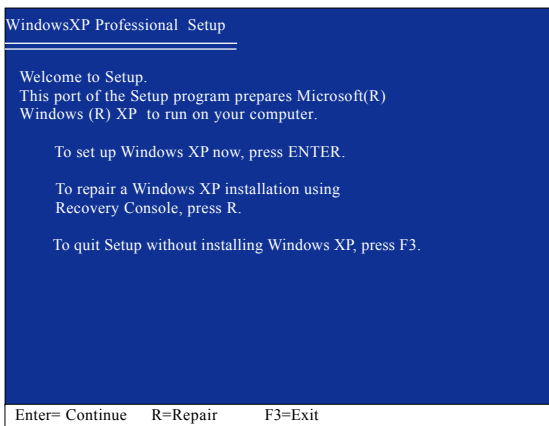 WindowsXP Professional Setup
Welcome to Setup.
This port of the Setup program prepares Microsoft(R)
Windows (R) XP to run on your computer.
To set up Windows XP now, press ENTER.
To repair a Windows XP installation using
Recovery Console, press R.
To quit Setup without installing Windows XP, press F3.
Enter= Continue R=Repair F3=Exit